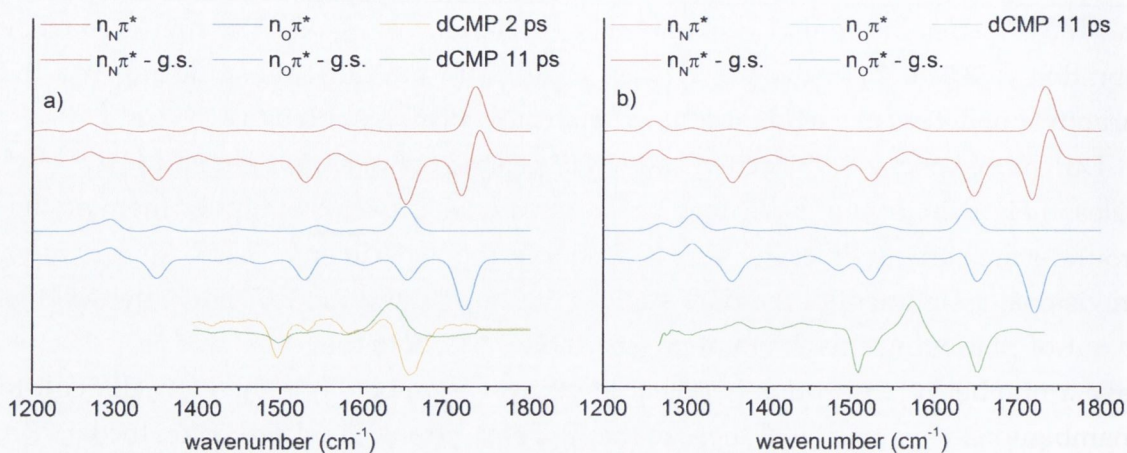 n_Nπ* n_Oπ* dCMP 2 ps
n_Nπ* - g.s. n_Oπ* - g.s. dCMP 11 ps
a)
1200 1300 1400 1500 1600 1700 1800
wavenumber (cm⁻¹)
n_Nπ* n_Oπ* dCMP 11 ps
n_Nπ* - g.s. n_Oπ* - g.s.
b)
1200 1300 1400 1500 1600 1700 1800
wavenumber (cm⁻¹)